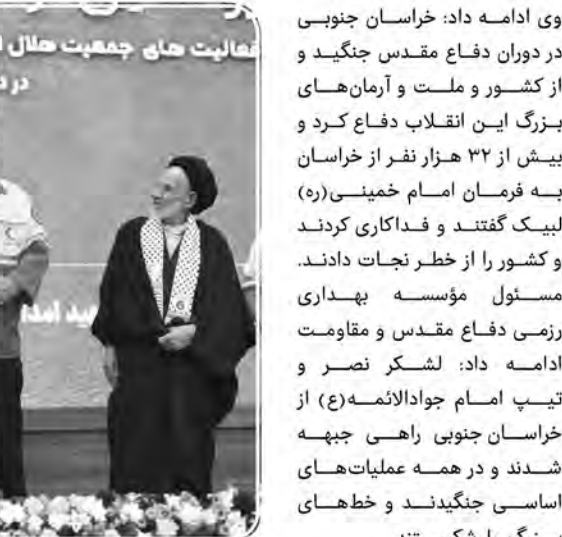 فعالیت های جمعیت هلال
در د
وی ادامه داد: خراسان جنوبی
در دوران دفاع مقدس جنگید و
از کشور و ملت و آرمان‌های
بزرگ این انقلاب دفاع کرد و
بیش از ۳۲ هزار نفر از خراسان
به فرمان امام خمینی(ره)
لبیک گفتند و فداکاری کردند
و کشور را از خطر نجات دادند.
مسئول مؤسسه بهداری
رزمی دفاع مقدس و مقاومت
ادامه داد: لشکر نصر و
تیپ امام جوادالائمه(ع) از
خراسان جنوبی راهی جبهه
شدند و در همه عملیات‌های
اساسی جنگیدند و خط‌های